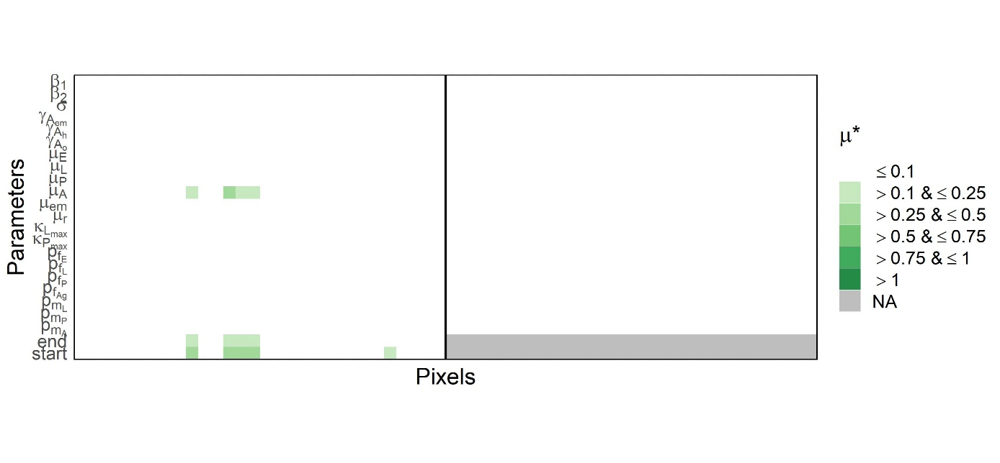 Parameters
β1
β2
σ
γAem
γAh
γAo
μE
μL
μP
μA
μem
μr
κLmax
κPmax
pfE
pfL
pfP
pfAg
pmL
pmP
pmA
end
start
Pixels
μ*
≤ 0.1
> 0.1 & ≤ 0.25
> 0.25 & ≤ 0.5
> 0.5 & ≤ 0.75
> 0.75 & ≤ 1
> 1
NA